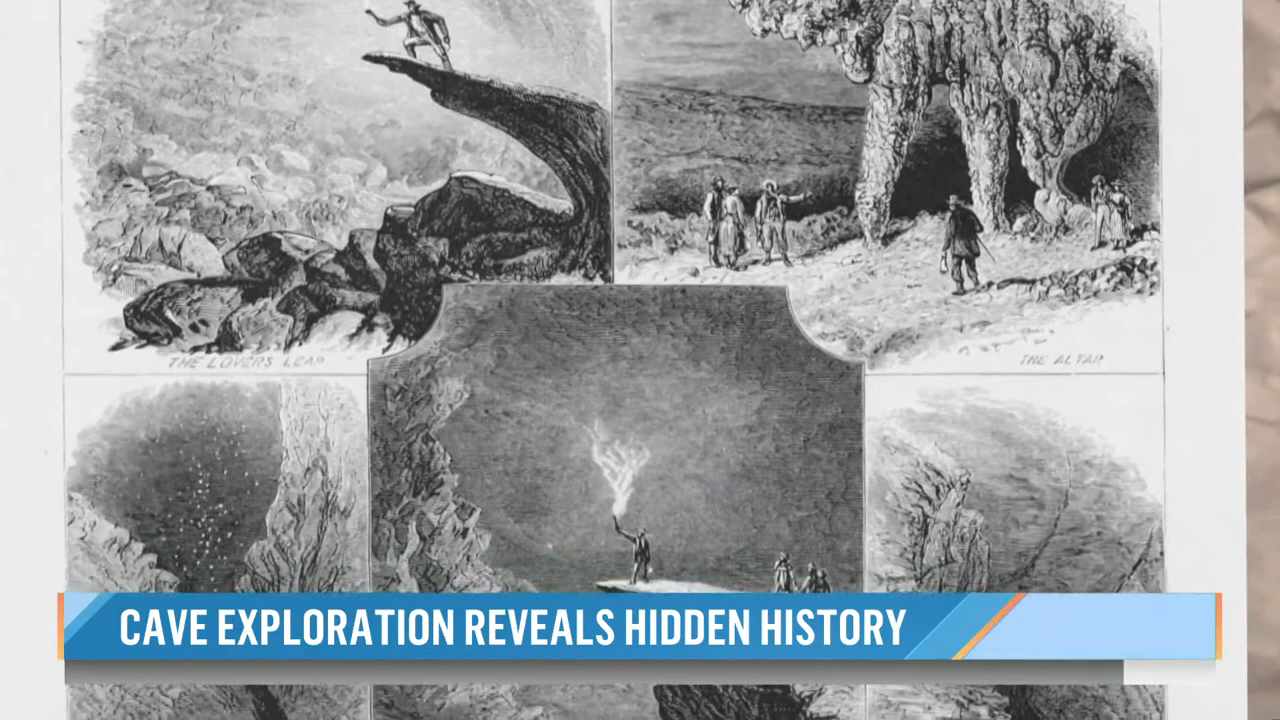 THE LOVERS LEAP
THE ALTAR
CAVE EXPLORATION REVEALS HIDDEN HISTORY